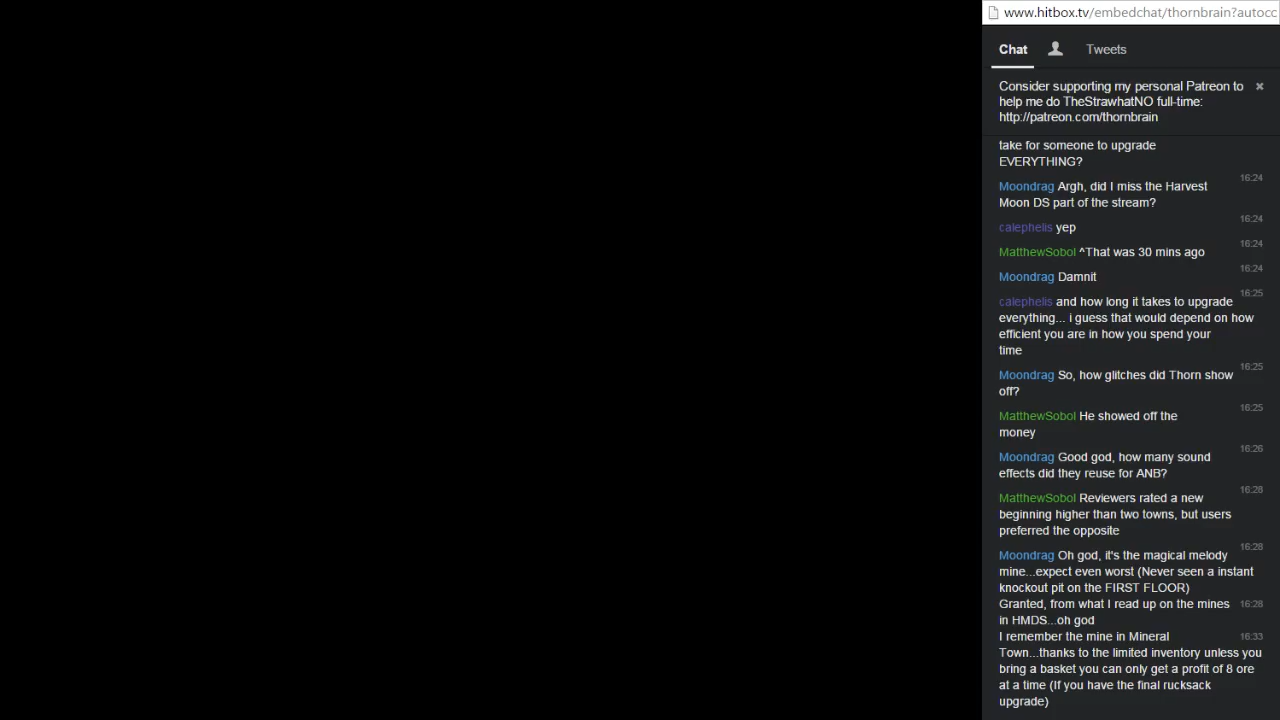 www.hitbox.tv/embedchat/thornbrain?autocc
Chat
Tweets
Consider supporting my personal Patreon to
help me do TheStrawhatNO full-time:
http://patreon.com/thornbrain
take for someone to upgrade
EVERYTHING?
16:24
Moondrag Argh, did I miss the Harvest
Moon DS part of the stream?
16:24
calephelis yep
16:24
MatthewSobol ^That was 30 mins ago
16:24
Moondrag Damnit
16:25
calephelis and how long it takes to upgrade
everything... i guess that would depend on how
efficient you are in how you spend your
time
16:25
Moondrag So, how glitches did Thorn show
off?
16:25
MatthewSobol He showed off the
money
16:26
Moondrag Good god, how many sound
effects did they reuse for ANB?
16:28
MatthewSobol Reviewers rated a new
beginning higher than two towns, but users
preferred the opposite
16:28
Moondrag Oh god, it's the magical melody
mine...expect even worst (Never seen a instant
knockout pit on the FIRST FLOOR)
Granted, from what I read up on the mines 16:28
in HMDS...oh god
I remember the mine in Mineral 16:33
Town...thanks to the limited inventory unless you
bring a basket you can only get a profit of 8 ore
at a time (If you have the final rucksack
upgrade)